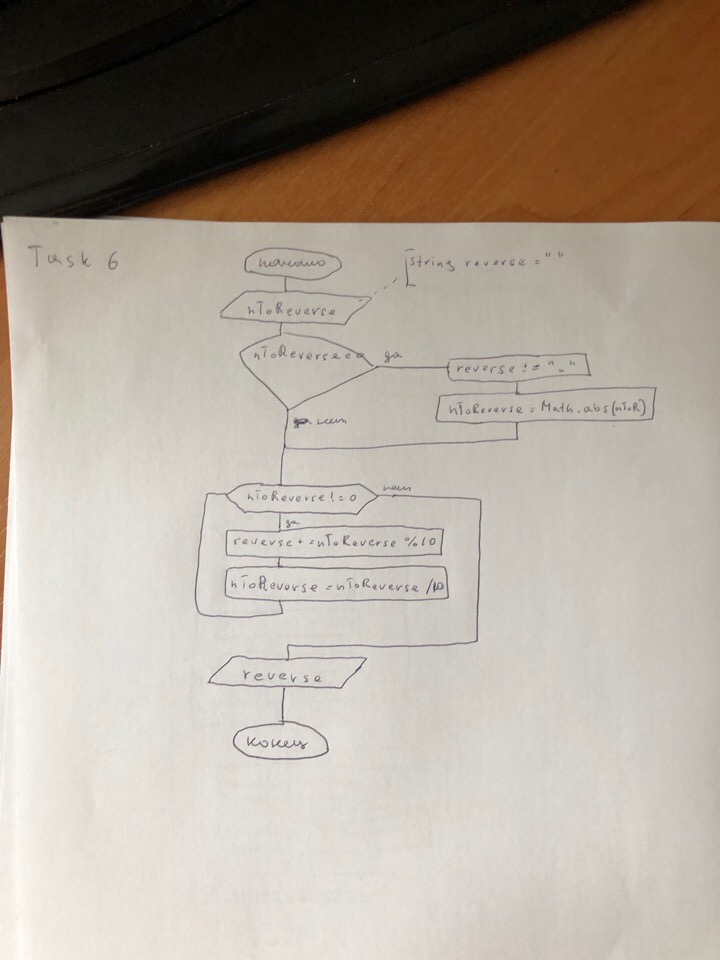 Task 6
начало
[String reverse = " "
nToReverse
nToReverse<0
да
reverse += "-"
nToReverse = Math.abs(nToR)
нет
nToReverse != 0
нет
да
reverse += nToReverse %10
nToReverse = nToReverse /10
reverse
конец